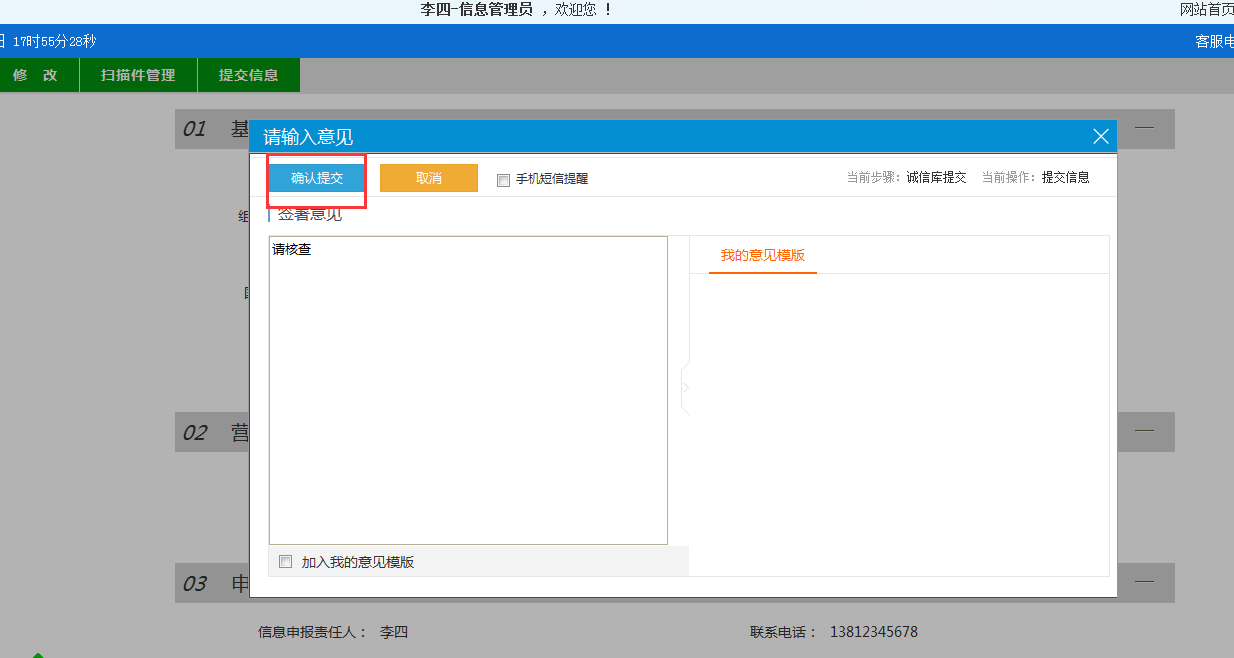 李四-信息管理员 ，欢迎您 ！ 网站首页
日 17时55分28秒 客服电
修 改 扫描件管理 提交信息
01 基
请输入意见
确认提交 取消 手机短信提醒 当前步骤：诚信库提交 当前操作：提交信息
签署意见
请核查
我的意见模版
02 营
加入我的意见模版
03 申
信息申报责任人： 李四 联系电话： 13812345678